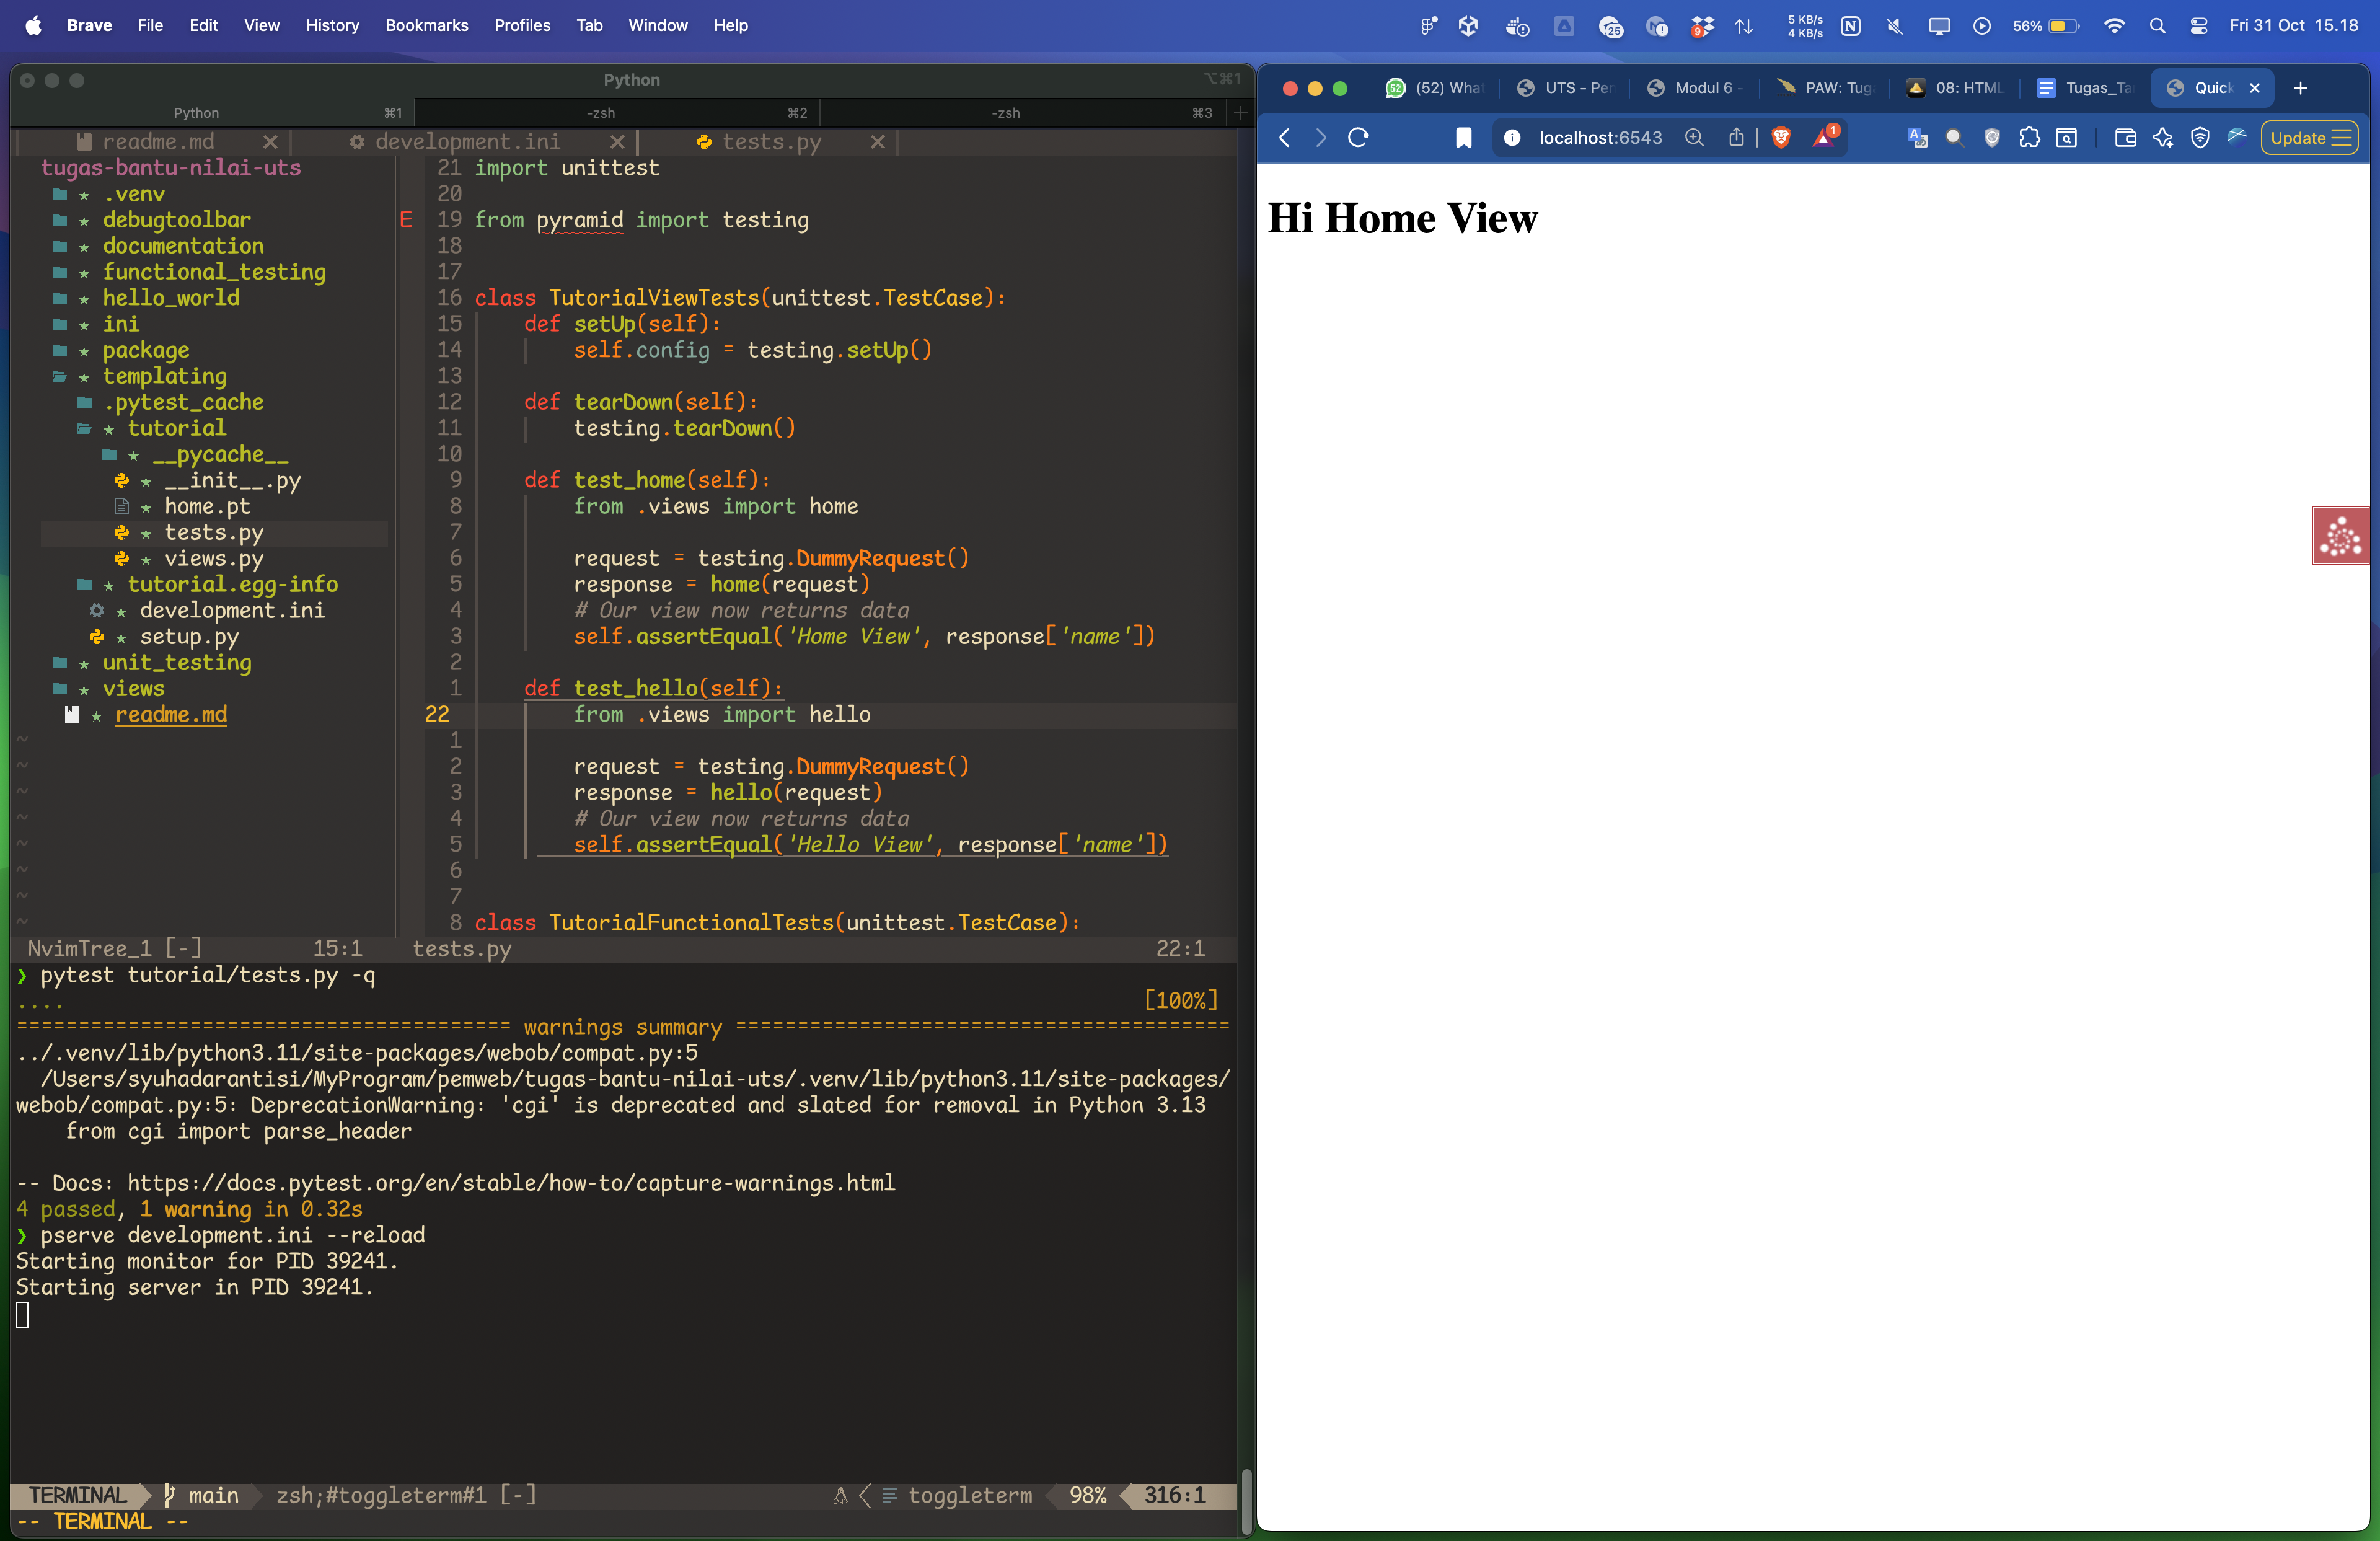 Brave File Edit View History Bookmarks Profiles Tab Window Help 25 9 5 KB/s 4 KB/s 56% Fri 31 Oct 15.18
Python ⌥⌘1
Python ⌘1 -zsh ⌘2 -zsh ⌘3
readme.md development.ini tests.py
tugas-bantu-nilai-uts
.venv
debugtoolbar
documentation
functional_testing
hello_world
ini
package
templating
.pytest_cache
tutorial
__pycache__
__init__.py
home.pt
tests.py
views.py
tutorial.egg-info
development.ini
setup.py
unit_testing
views
readme.md
~
~
~
~
~
~
~
~
21 import unittest
20
E 19 from pyramid import testing
18
17
16 class TutorialViewTests(unittest.TestCase):
15 def setUp(self):
14 self.config = testing.setUp()
13
12 def tearDown(self):
11 testing.tearDown()
10
9 def test_home(self):
8 from .views import home
7
6 request = testing.DummyRequest()
5 response = home(request)
4 # Our view now returns data
3 self.assertEqual('Home View', response['name'])
2
1 def test_hello(self):
22 from .views import hello
1
2 request = testing.DummyRequest()
3 response = hello(request)
4 # Our view now returns data
5 self.assertEqual('Hello View', response['name'])
6
7
8 class TutorialFunctionalTests(unittest.TestCase):
NvimTree_1 [-] 15:1 tests.py 22:1
❯ pytest tutorial/tests.py -q
.... [100%]
======================================== warnings summary ========================================
../.venv/lib/python3.11/site-packages/webob/compat.py:5
/Users/syuhadarantisi/MyProgram/pemweb/tugas-bantu-nilai-uts/.venv/lib/python3.11/site-packages/
webob/compat.py:5: DeprecationWarning: 'cgi' is deprecated and slated for removal in Python 3.13
from cgi import parse_header
-- Docs: https://docs.pytest.org/en/stable/how-to/capture-warnings.html
4 passed, 1 warning in 0.32s
❯ pserve development.ini --reload
Starting monitor for PID 39241.
Starting server in PID 39241.
TERMINAL main zsh;#toggleterm#1 [-] toggleterm 98% 316:1
-- TERMINAL --
52 (52) What UTS - Per Modul 6 - PAW: Tug 08: HTML Tugas_Ta Quick
localhost:6543 1 Update
Hi Home View